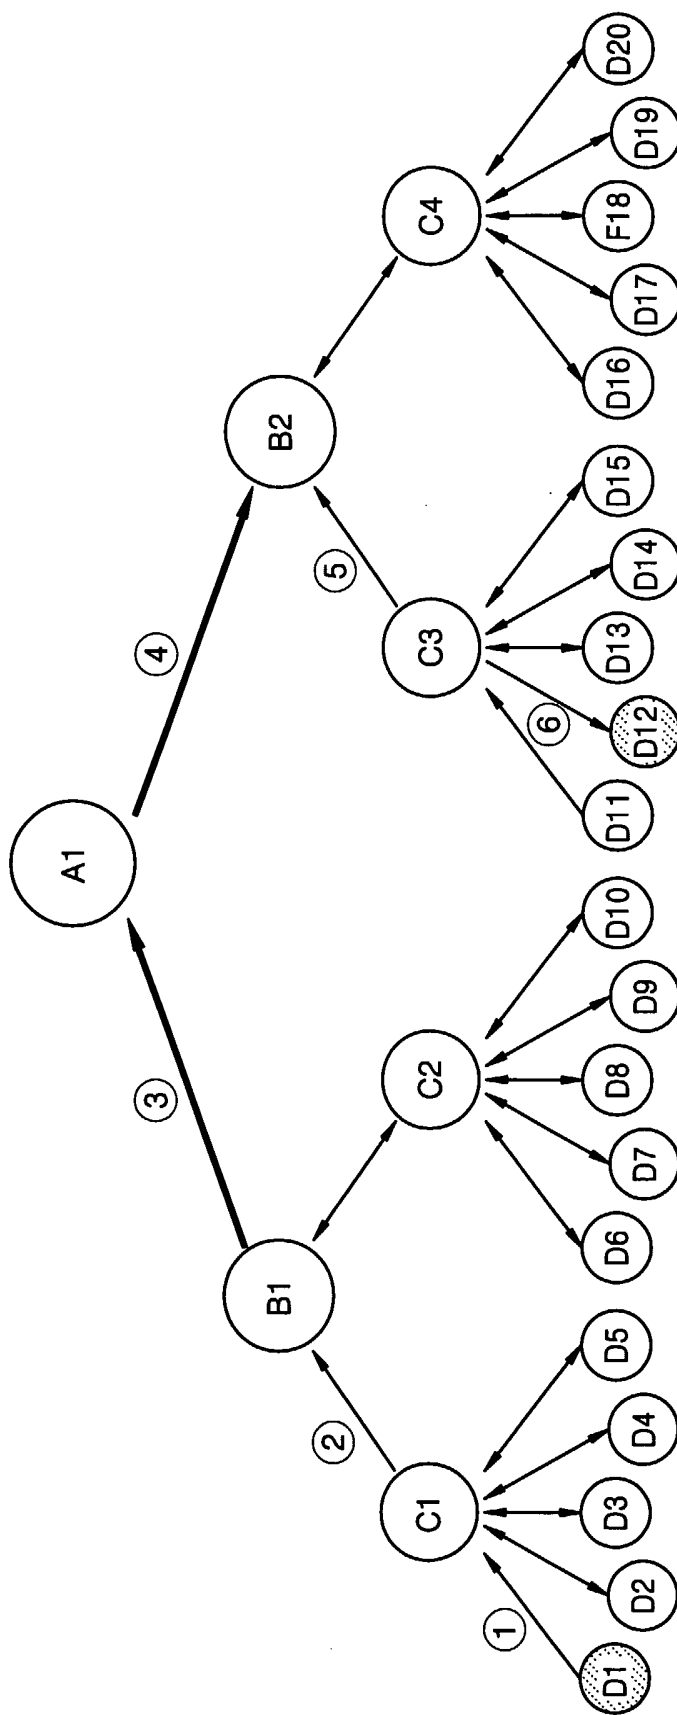 A1
③
④
B1
B2
②
⑤
C1
C2
C3
C4
①
⑥
D1
D2
D3
D4
D5
D6
D7
D8
D9
D10
D11
D12
D13
D14
D15
D16
D17
F18
D19
D20